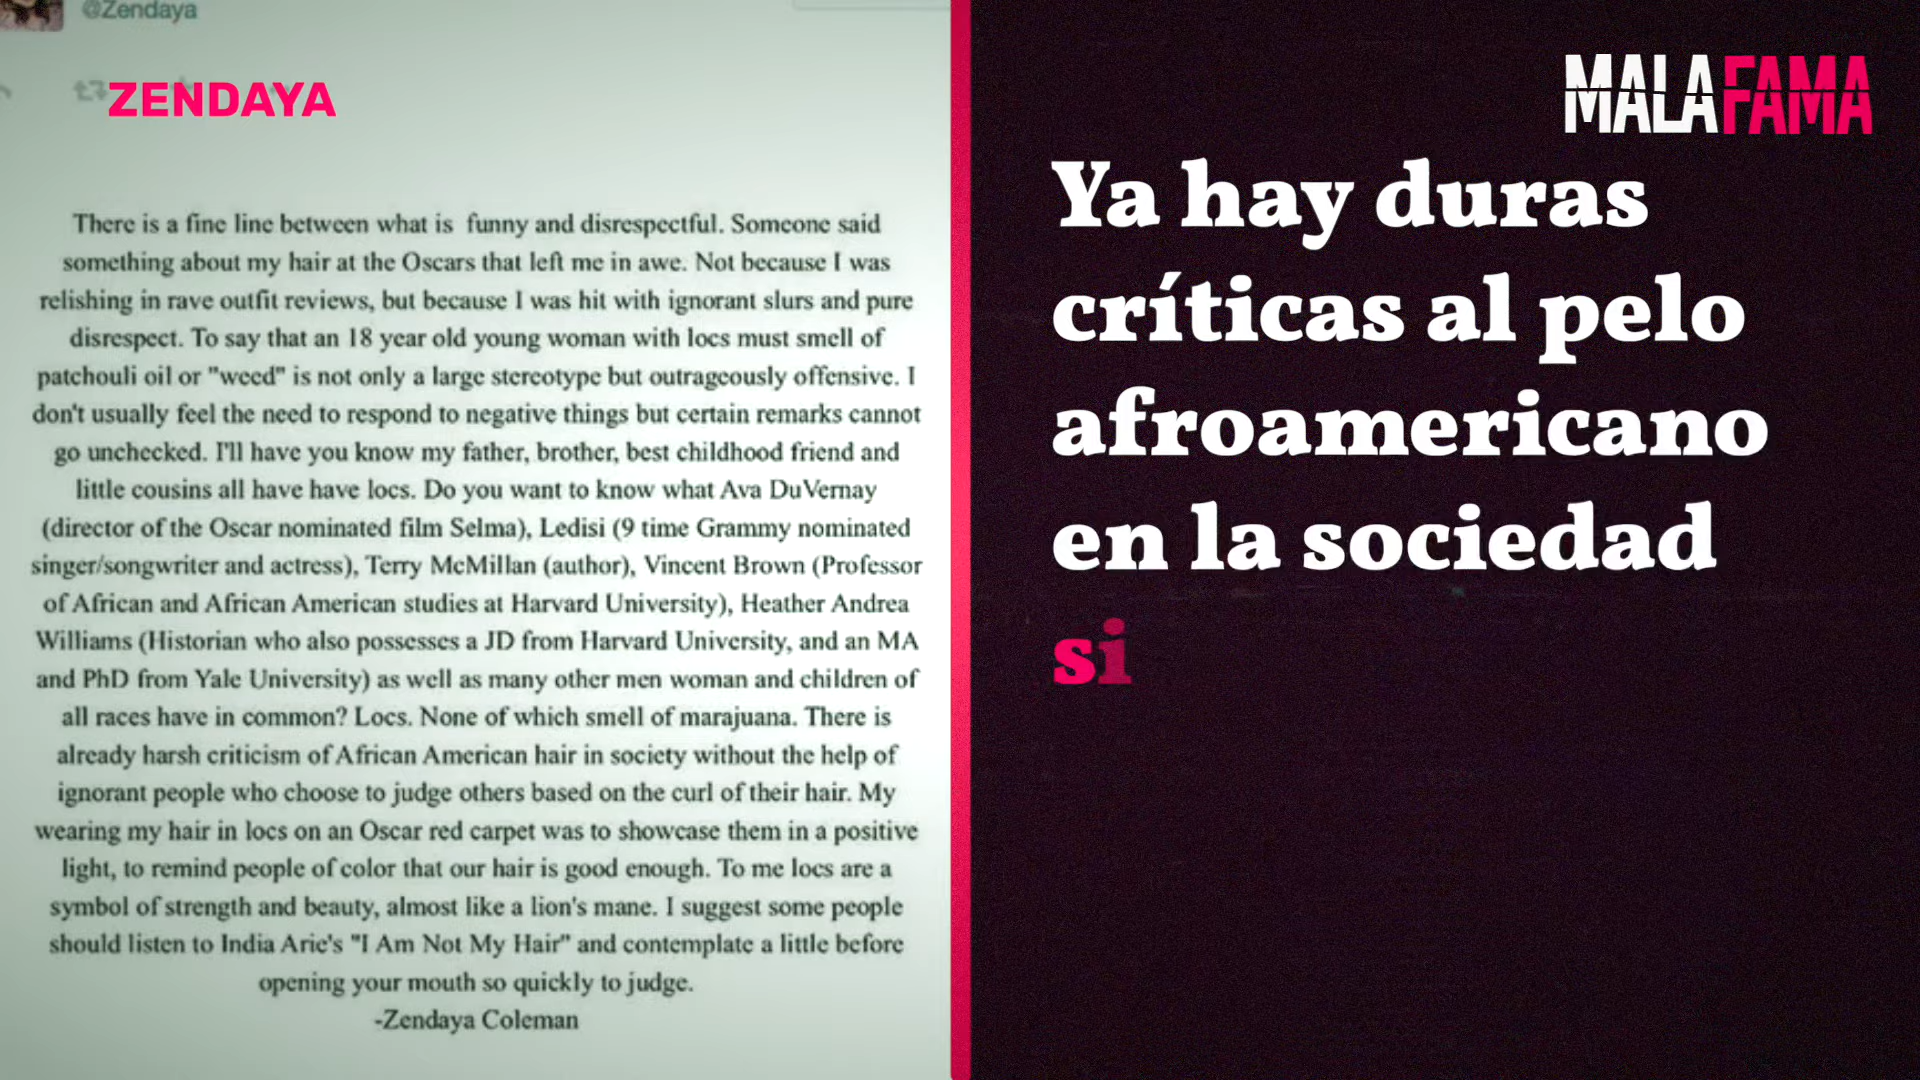 @Zendaya
ZENDAYA
There is a fine line between what is funny and disrespectful. Someone said
something about my hair at the Oscars that left me in awe. Not because I was
relishing in rave outfit reviews, but because I was hit with ignorant slurs and pure
disrespect. To say that an 18 year old young woman with locs must smell of
patchouli oil or "weed" is not only a large stereotype but outrageously offensive. I
don't usually feel the need to respond to negative things but certain remarks cannot
go unchecked. I'll have you know my father, brother, best childhood friend and
little cousins all have have locs. Do you want to know what Ava DuVernay
(director of the Oscar nominated film Selma), Ledisi (9 time Grammy nominated
singer/songwriter and actress), Terry McMillan (author), Vincent Brown (Professor
of African and African American studies at Harvard University), Heather Andrea
Williams (Historian who also possesses a JD from Harvard University, and an MA
and PhD from Yale University) as well as many other men woman and children of
all races have in common? Locs. None of which smell of marajuana. There is
already harsh criticism of African American hair in society without the help of
ignorant people who choose to judge others based on the curl of their hair. My
wearing my hair in locs on an Oscar red carpet was to showcase them in a positive
light, to remind people of color that our hair is good enough. To me locs are a
symbol of strength and beauty, almost like a lion's mane. I suggest some people
should listen to India Arie's "I Am Not My Hair" and contemplate a little before
opening your mouth so quickly to judge.
-Zendaya Coleman
MALAFAMA
Ya hay duras
críticas al pelo
afroamericano
en la sociedad
si